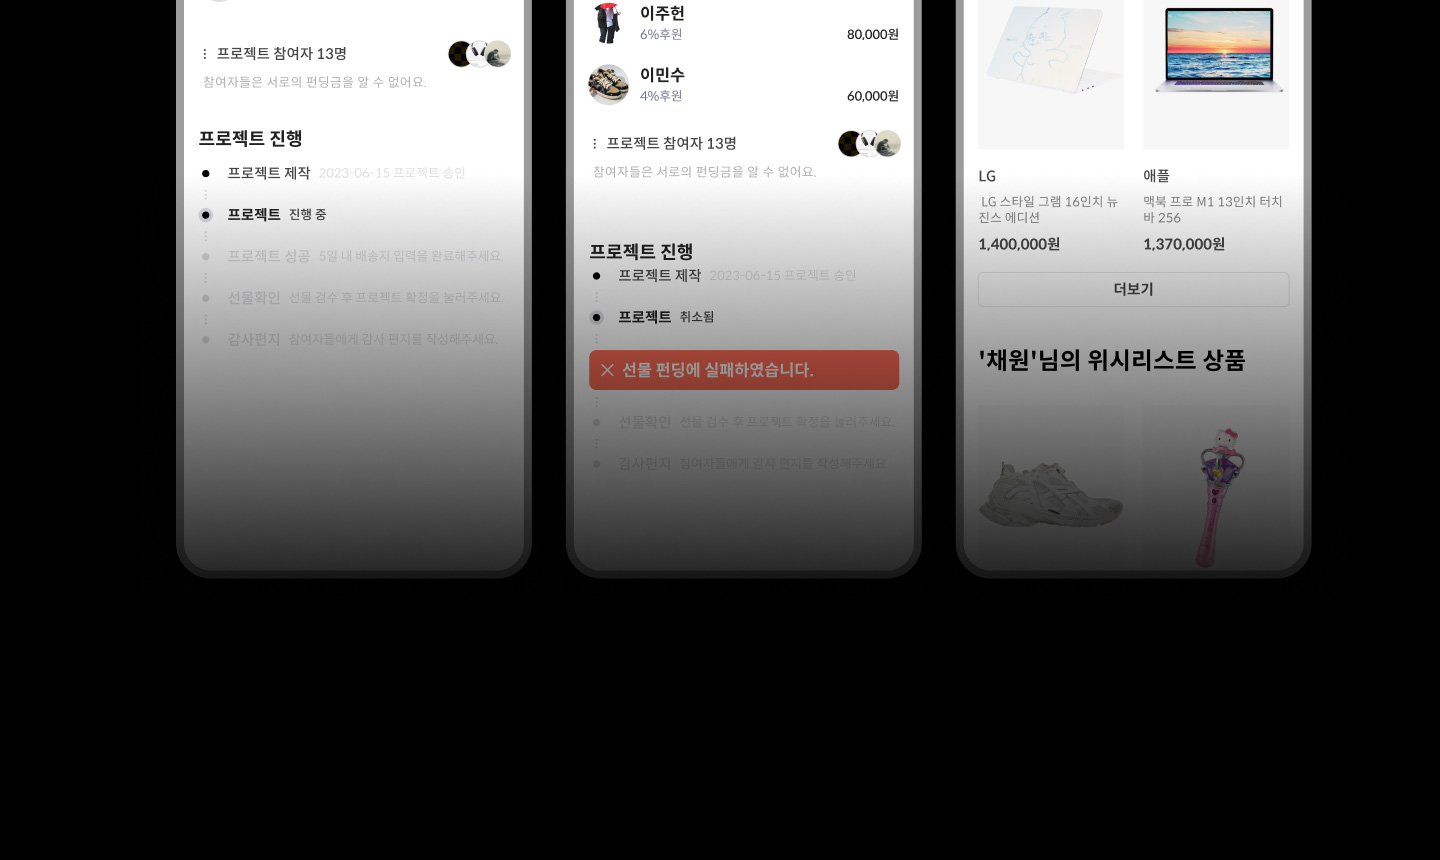 프로젝트 참여자 13명
참여자들은 서로의 펀딩금을 알 수 없어요.
프로젝트 진행
프로젝트 제작 2023-06-15 프로젝트 승인
프로젝트 진행 중
프로젝트 성공 5일 내 배송지 입력을 완료해주세요.
선물확인 선물 검수 후 프로젝트 확정을 눌러주세요.
감사편지 참여자들에게 감사 편지를 작성해주세요.
이주헌
6%후원 80,000원
이민수
4%후원 60,000원
프로젝트 참여자 13명
참여자들은 서로의 펀딩금을 알 수 없어요.
프로젝트 진행
프로젝트 제작 2023-06-15 프로젝트 승인
프로젝트 취소됨
선물 펀딩에 실패하였습니다.
선물확인 선물 검수 후 프로젝트 확정을 눌러주세요.
감사편지 참여자들에게 감사 편지를 작성해주세요.
LG
LG 스타일 그램 16인치 뉴
진스 에디션
1,400,000원
애플
맥북 프로 M1 13인치 터치
바 256
1,370,000원
더보기
'채원'님의 위시리스트 상품